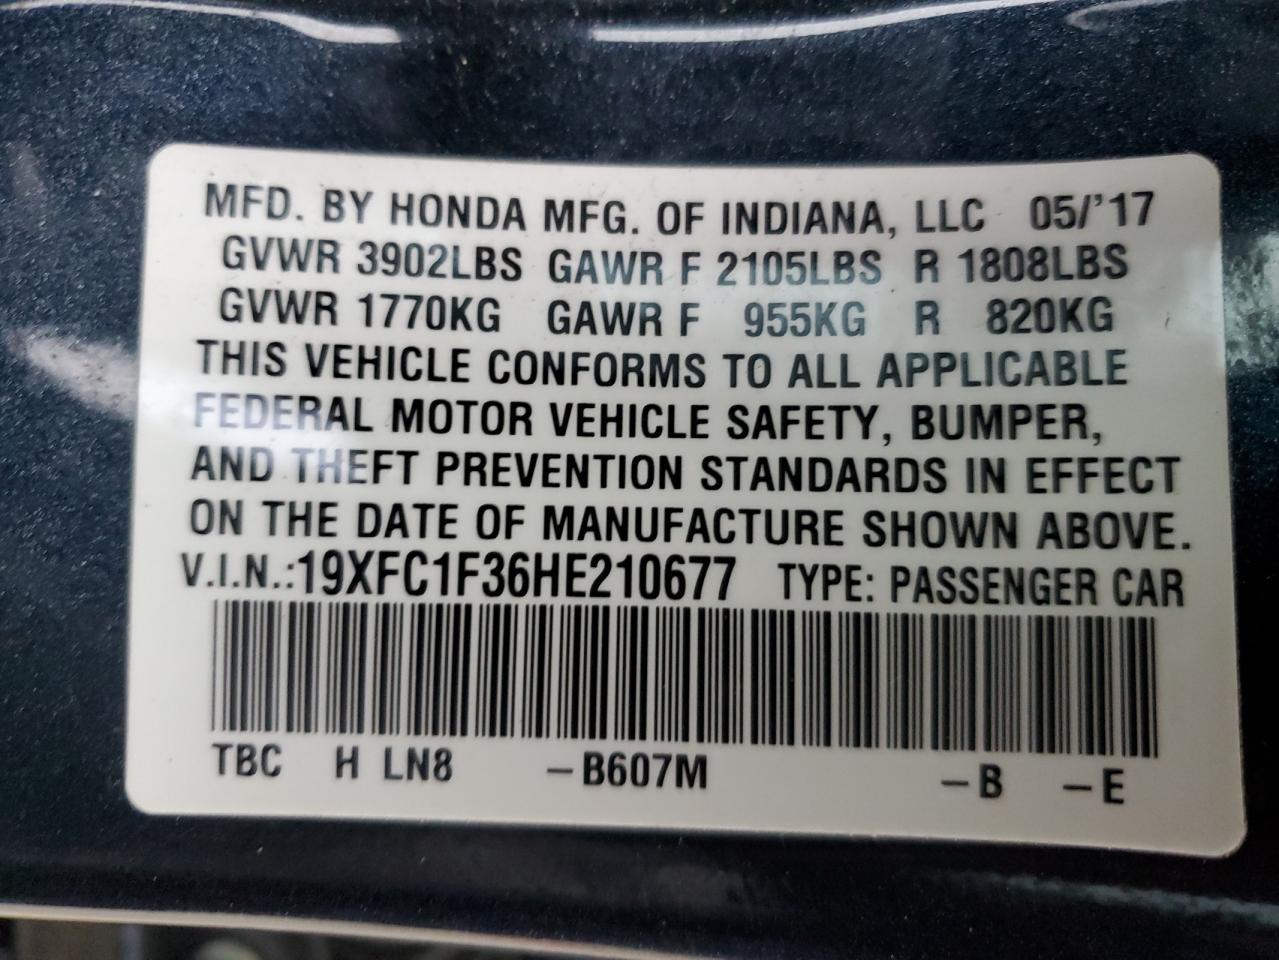 MFD. BY HONDA MFG. OF INDIANA, LLC 05/'17
GVWR 3902LBS GAWR F 2105LBS R 1808LBS
GVWR 1770KG GAWR F 955KG R 820KG
THIS VEHICLE CONFORMS TO ALL APPLICABLE
FEDERAL MOTOR VEHICLE SAFETY, BUMPER,
AND THEFT PREVENTION STANDARDS IN EFFECT
ON THE DATE OF MANUFACTURE SHOWN ABOVE.
V.I.N.:19XFC1F36HE210677 TYPE: PASSENGER CAR
TBC H LN8 –B607M –B –E